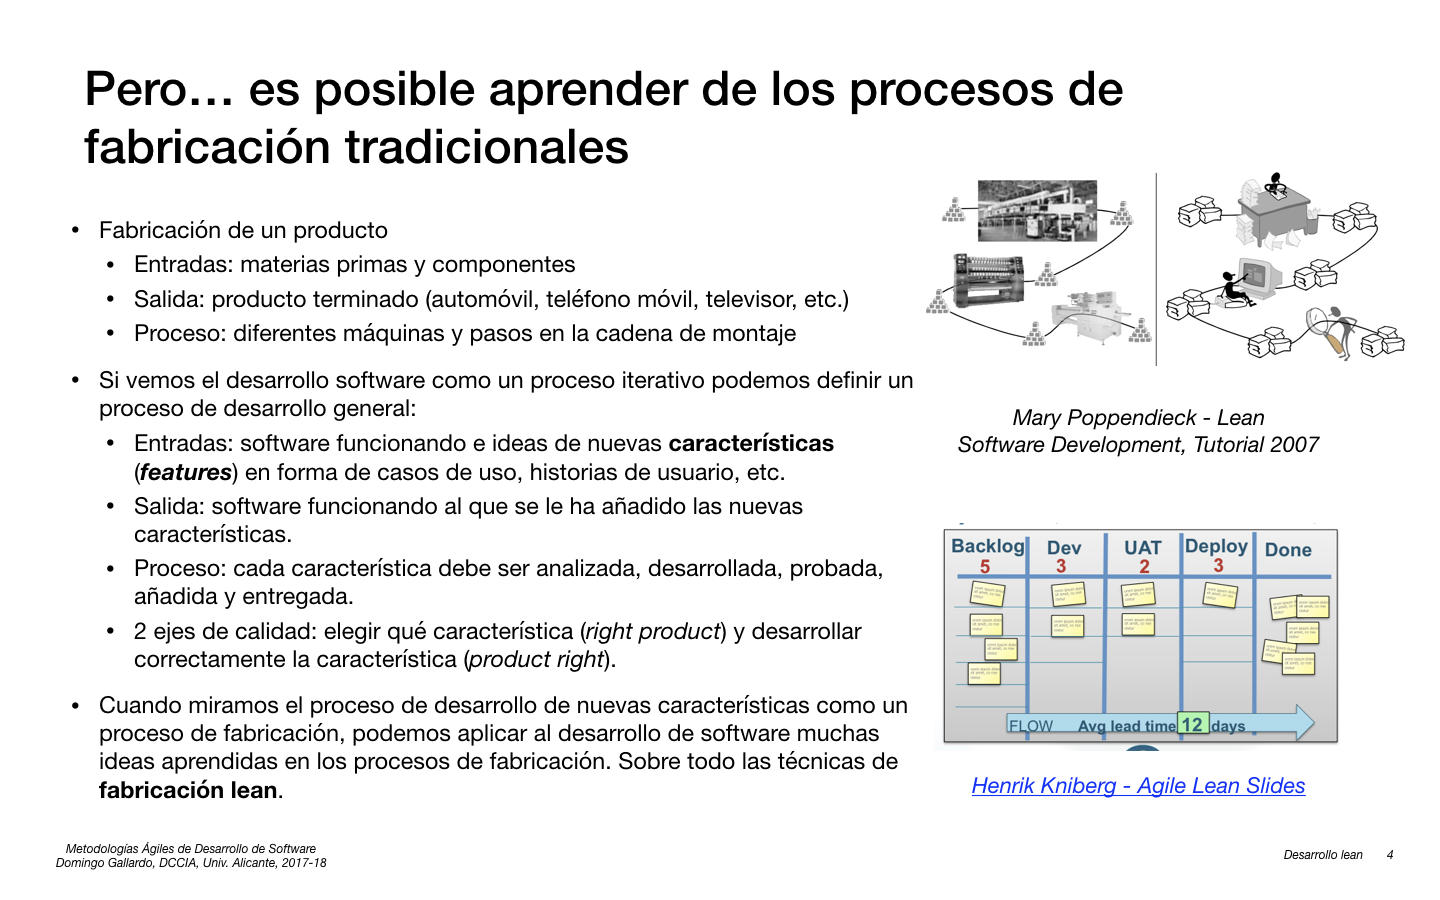 Pero… es posible aprender de los procesos de
fabricación tradicionales
• Fabricación de un producto
• Entradas: materias primas y componentes
• Salida: producto terminado (automóvil, teléfono móvil, televisor, etc.)
• Proceso: diferentes máquinas y pasos en la cadena de montaje
• Si vemos el desarrollo software como un proceso iterativo podemos definir un
proceso de desarrollo general:
• Entradas: software funcionando e ideas de nuevas características
(features) en forma de casos de uso, historias de usuario, etc.
• Salida: software funcionando al que se le ha añadido las nuevas
características.
• Proceso: cada característica debe ser analizada, desarrollada, probada,
añadida y entregada.
• 2 ejes de calidad: elegir qué característica (right product) y desarrollar
correctamente la característica (product right).
• Cuando miramos el proceso de desarrollo de nuevas características como un
proceso de fabricación, podemos aplicar al desarrollo de software muchas
ideas aprendidas en los procesos de fabricación. Sobre todo las técnicas de
fabricación lean.
Mary Poppendieck - Lean
Software Development, Tutorial 2007
Backlog Dev UAT Deploy Done
5 3 2 3
FLOW Avg lead time 12 days
Henrik Kniberg - Agile Lean Slides
Metodologías Ágiles de Desarrollo de Software
Domingo Gallardo, DCCIA, Univ. Alicante, 2017-18
Desarrollo lean 4